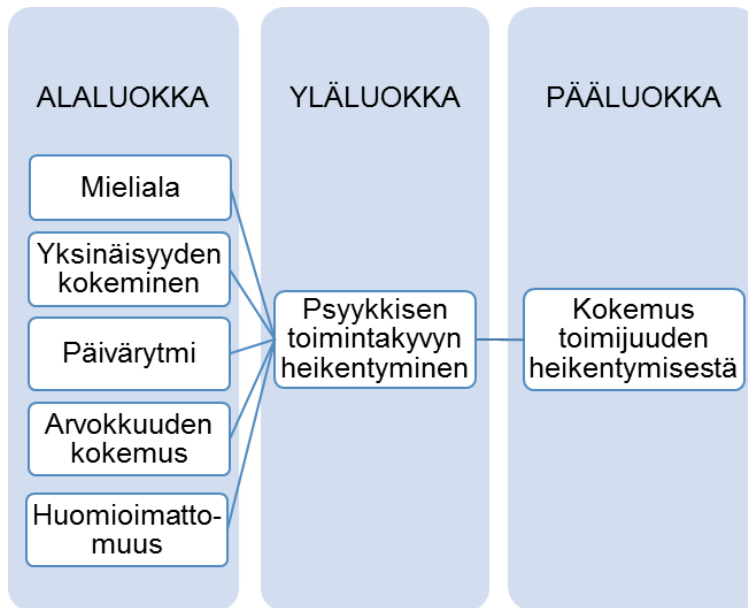 ALALUOKKA
YLÄLUOKKA
PÄÄLUOKKA
Mieliala
Yksinäisyyden
kokeminen
Päivärytmi
Arvokkuuden
kokemus
Huomioimatto-
muus
Psyykkisen
toimintakyvyn
heikentyminen
Kokemus
toimijuuden
heikentymisestä